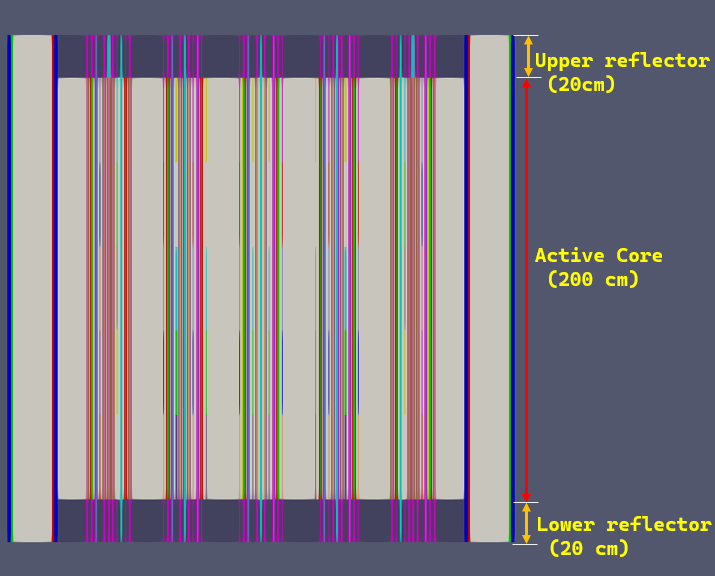 Upper reflector
(20cm)
Active Core
(200 cm)
Lower reflector
(20 cm)